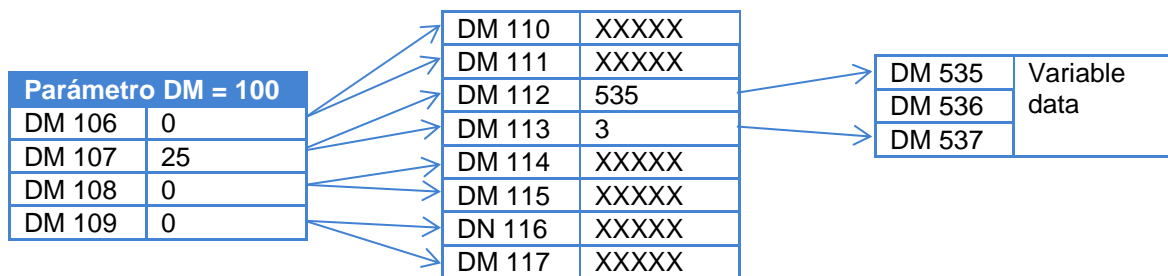 Parámetro DM = 100
DM 106 0
DM 107 25
DM 108 0
DM 109 0
DM 110 XXXXX
DM 111 XXXXX
DM 112 535
DM 113 3
DM 114 XXXXX
DM 115 XXXXX
DN 116 XXXXX
DM 117 XXXXX
DM 535 Variable
DM 536 data
DM 537